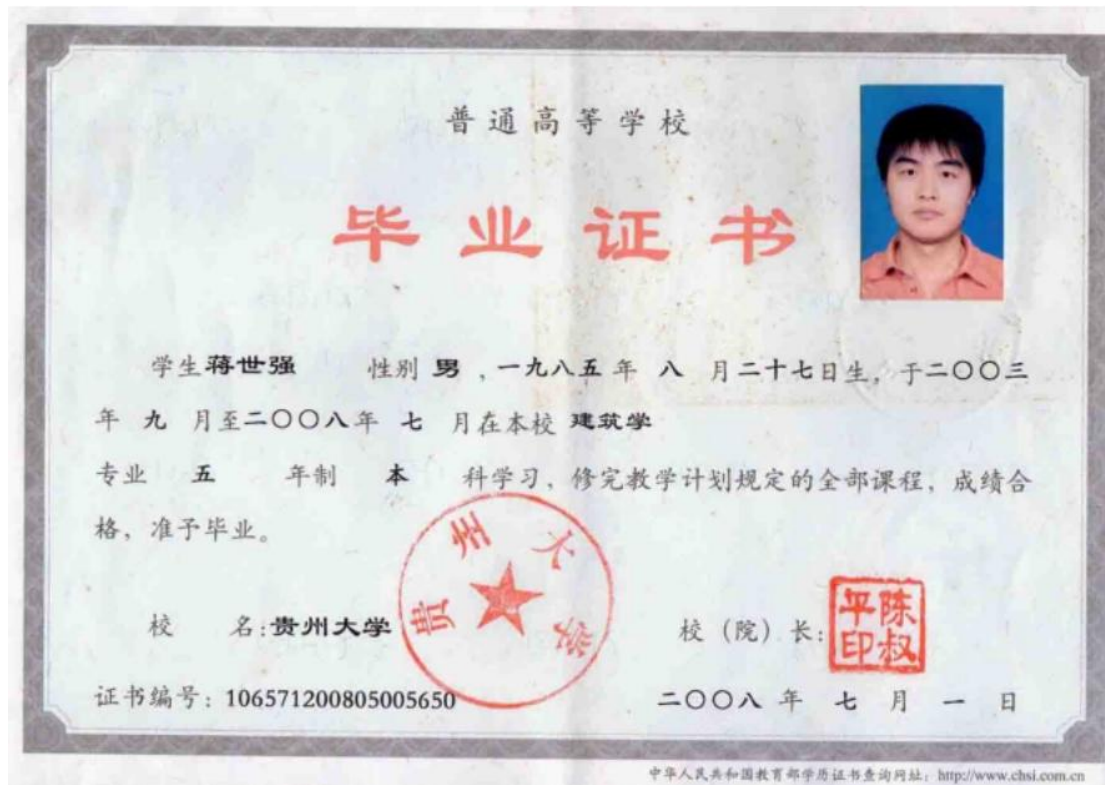 普通高等学校
毕业证书
学生蒋世强 性别 男 ，一九八五年 八 月二十七日生，于二〇〇三
年 九 月至二〇〇八年 七 月在本校 建筑学
专业 五 年制 本 科学习，修完教学计划规定的全部课程，成绩合
格，准予毕业。
贵州大学
校 名:贵州大学
校（院）长：
陈叔平印
证书编号：106571200805005650
二〇〇八 年 七 月 一 日
中华人民共和国教育部学历证书查询网址：http://www.chsi.com.cn